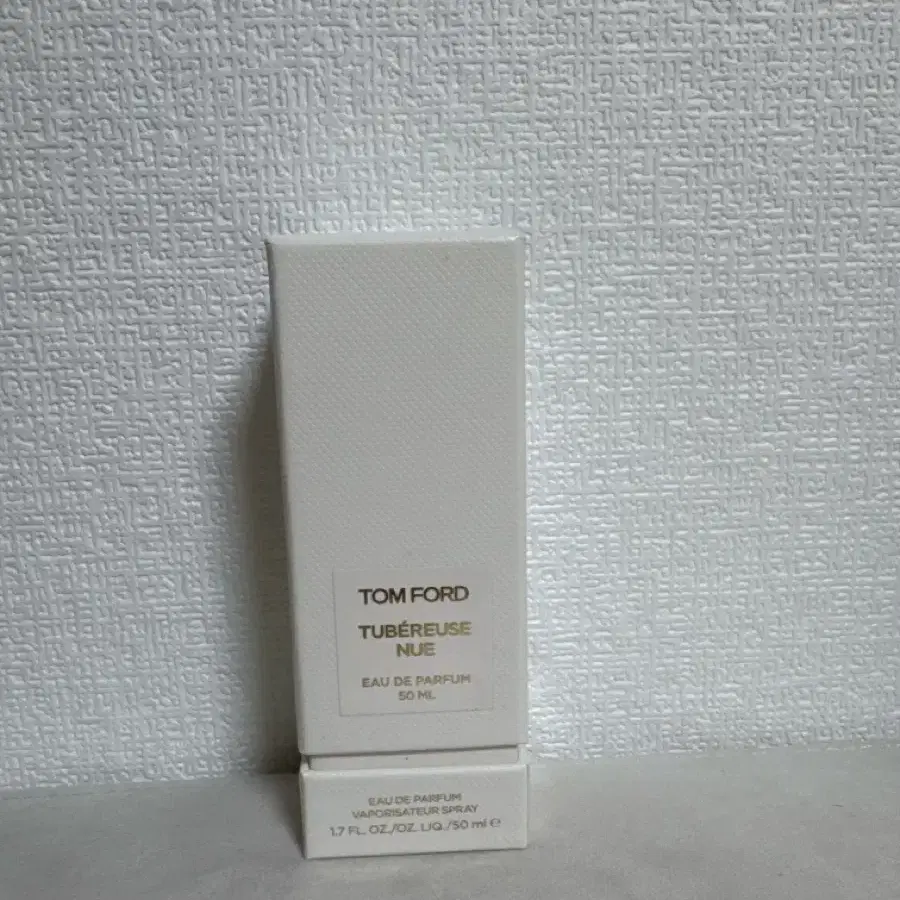 TOM FORD
TUBÉREUSE
NUE
EAU DE PARFUM
50 ML
EAU DE PARFUM
VAPORISATEUR SPRAY
1.7 FL. OZ./OZ. LIQ./50 ml ℮